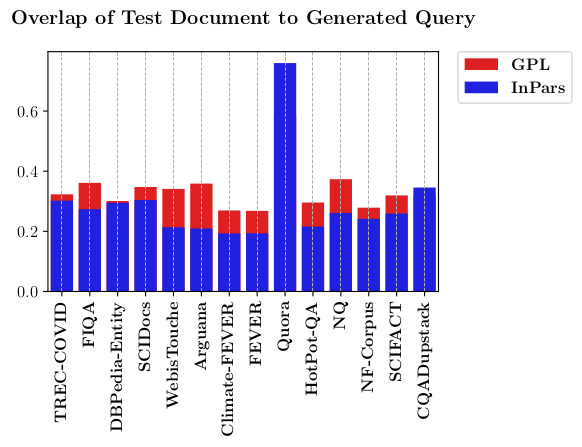 Overlap of Test Document to Generated Query
GPL
InPars
0.6
0.4
0.2
0.0
TREC-COVID
FIQA
DBPedia-Entity
SCIDocs
WebisTouche
Arguana
Climate-FEVER
FEVER
Quora
HotPot-QA
NQ
NF-Corpus
SCIFACT
CQADupstack